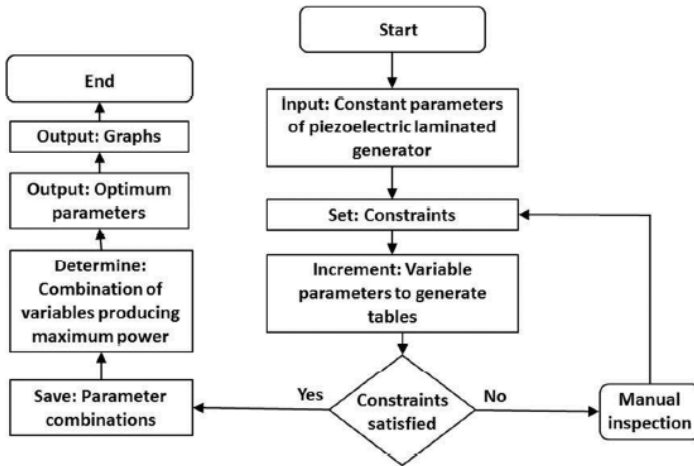 Start
Input: Constant parameters
of piezoelectric laminated
generator
Set: Constraints
Increment: Variable
parameters to generate
tables
Constraints
satisfied
Yes
No
Manual
inspection
Save: Parameter
combinations
Determine:
Combination of
variables producing
maximum power
Output: Optimum
parameters
Output: Graphs
End